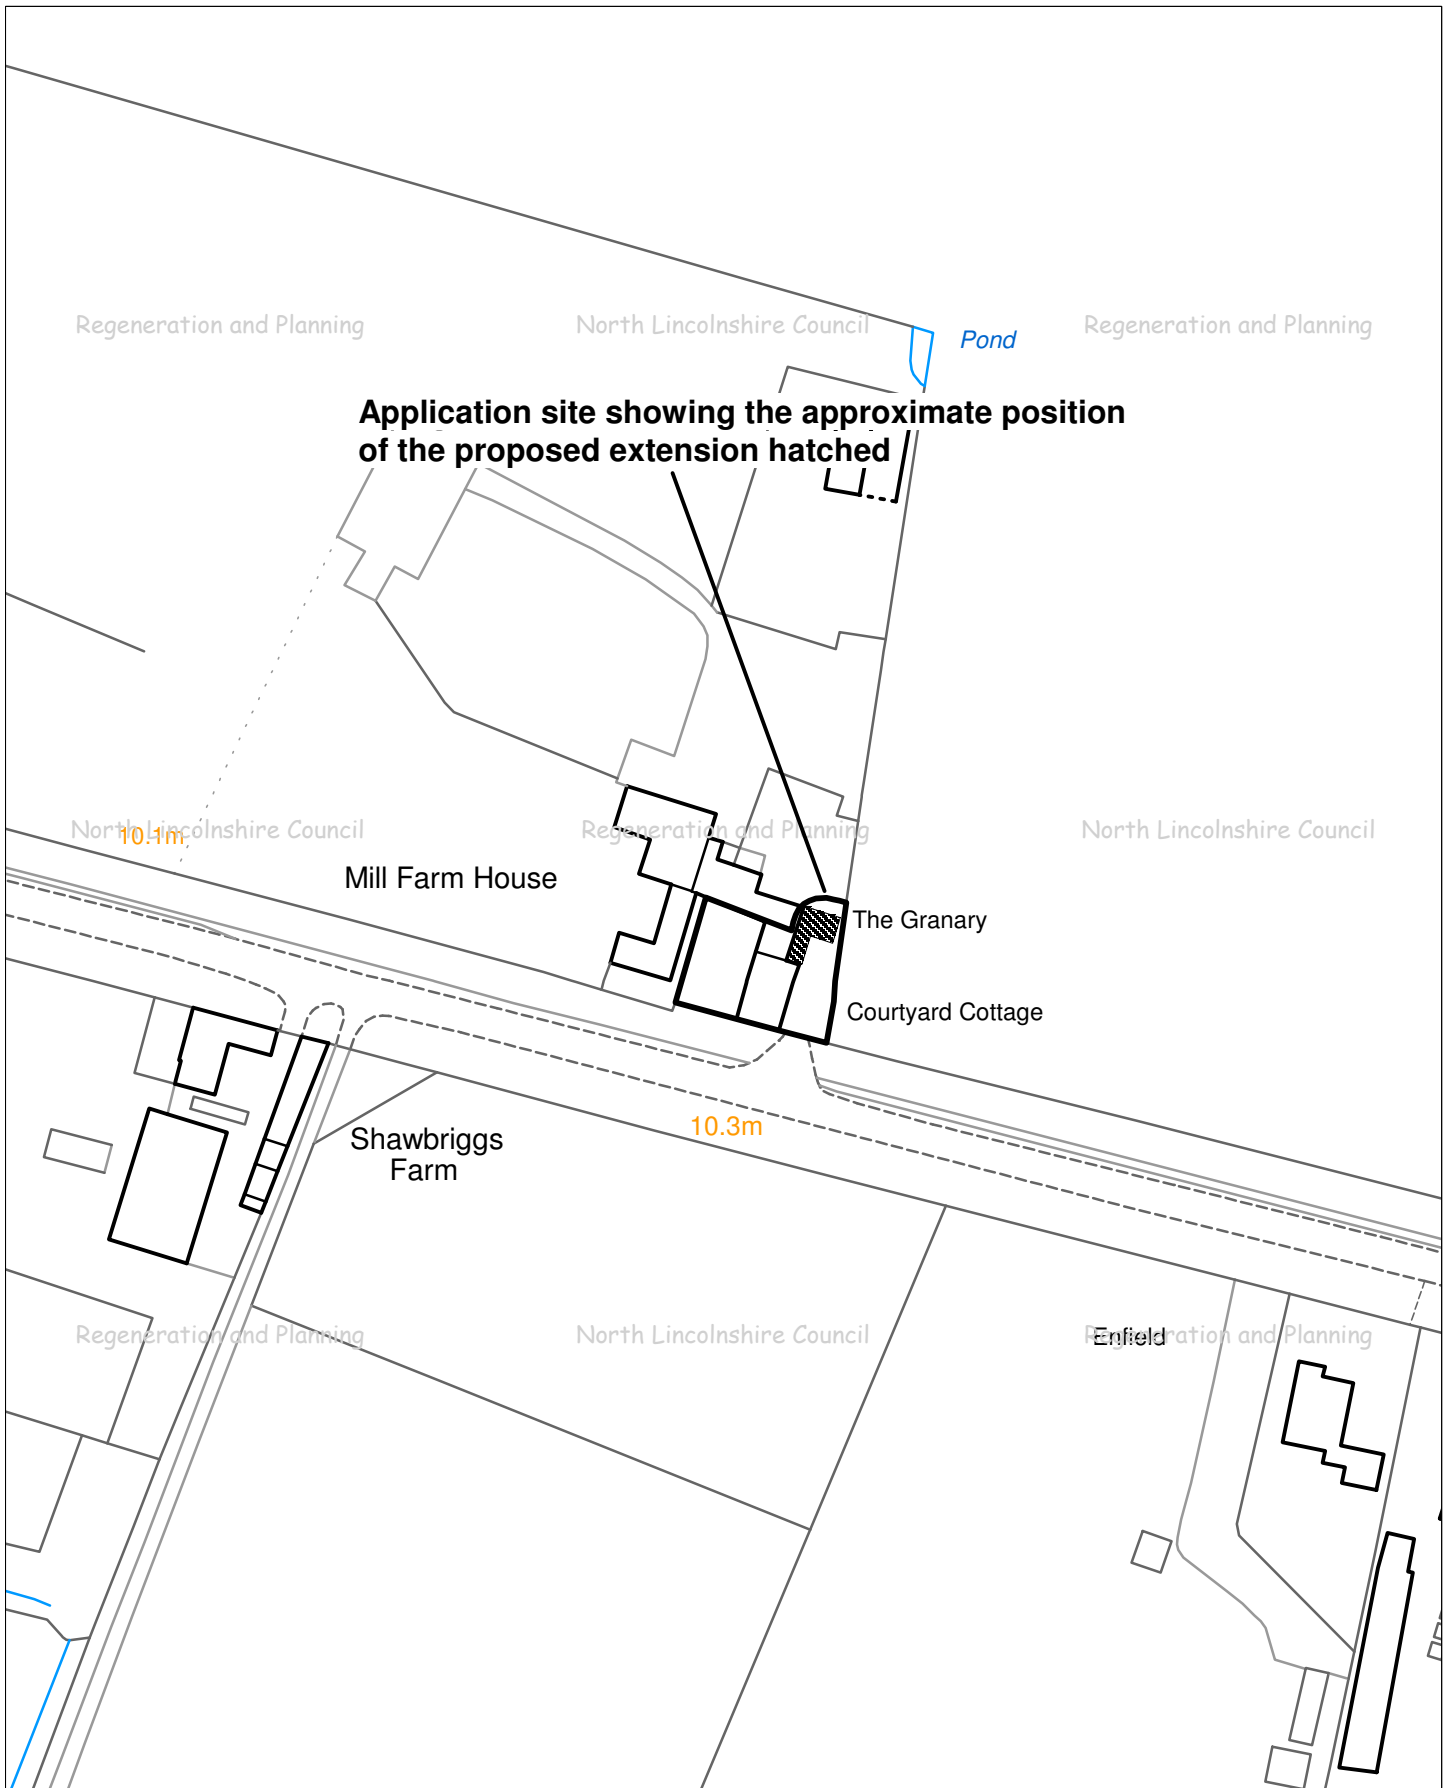 Regeneration and Planning
North Lincolnshire Council
Regeneration and Planning
Pond
Application site showing the approximate position
of the proposed extension hatched
North Lincolnshire Council
10.1m
Regeneration and Planning
North Lincolnshire Council
Mill Farm House
The Granary
Courtyard Cottage
10.3m
Shawbriggs
Farm
Regeneration and Planning
North Lincolnshire Council
Regeneration and Planning
Enfield